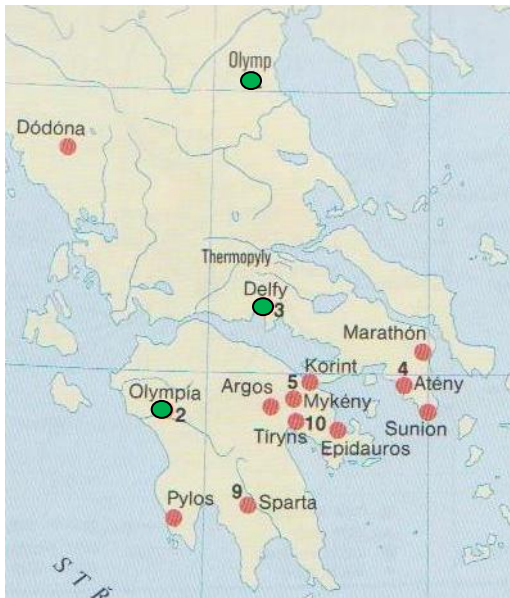 Olymp
Dódóna
Thermopyly
Delfy
3
Marathón
Korint
4
Olympia
Argos
5
Mykény
Atény
2
Tiryns
10
Sunion
Epidauros
9
Pylos
Sparta
STŘ